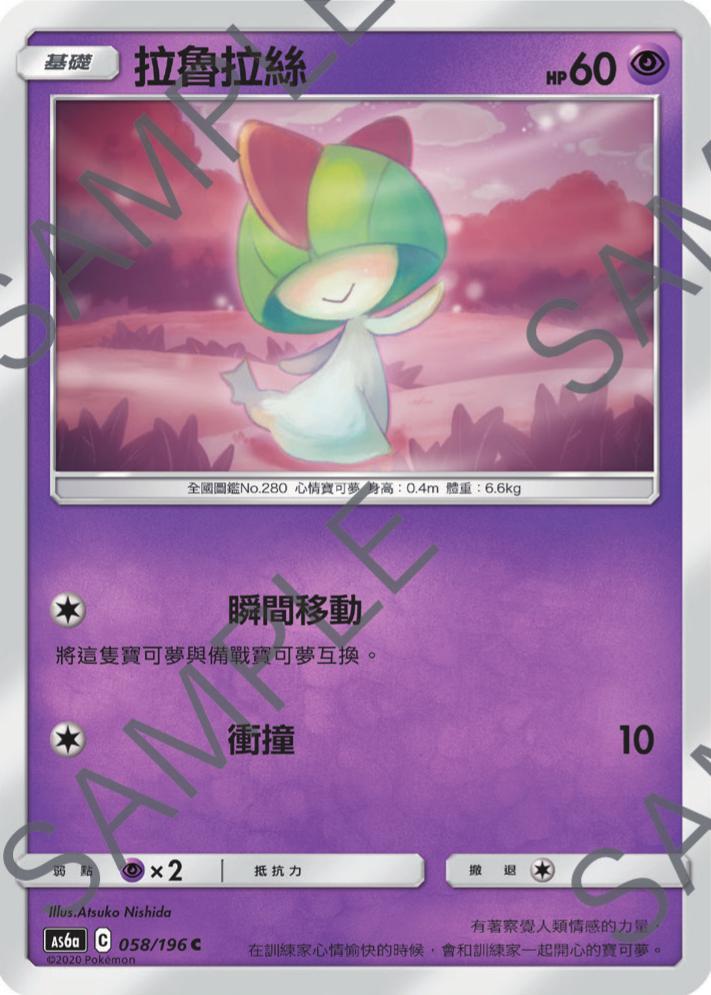 基礎 拉魯拉絲 HP60
全國圖鑑No.280 心情寶可夢 身高：0.4m 體重：6.6kg
瞬間移動
將這隻寶可夢與備戰寶可夢互換。
衝撞 10
弱點 ×2 抵抗力 撤退
Illus.Atsuko Nishida
有著察覺人類情感的力量，
AS6a C 058/196 C
在訓練家心情愉快的時候，會和訓練家一起開心的寶可夢。
©2020 Pokémon
SAMPLE
SAMPLE
SAMPLE